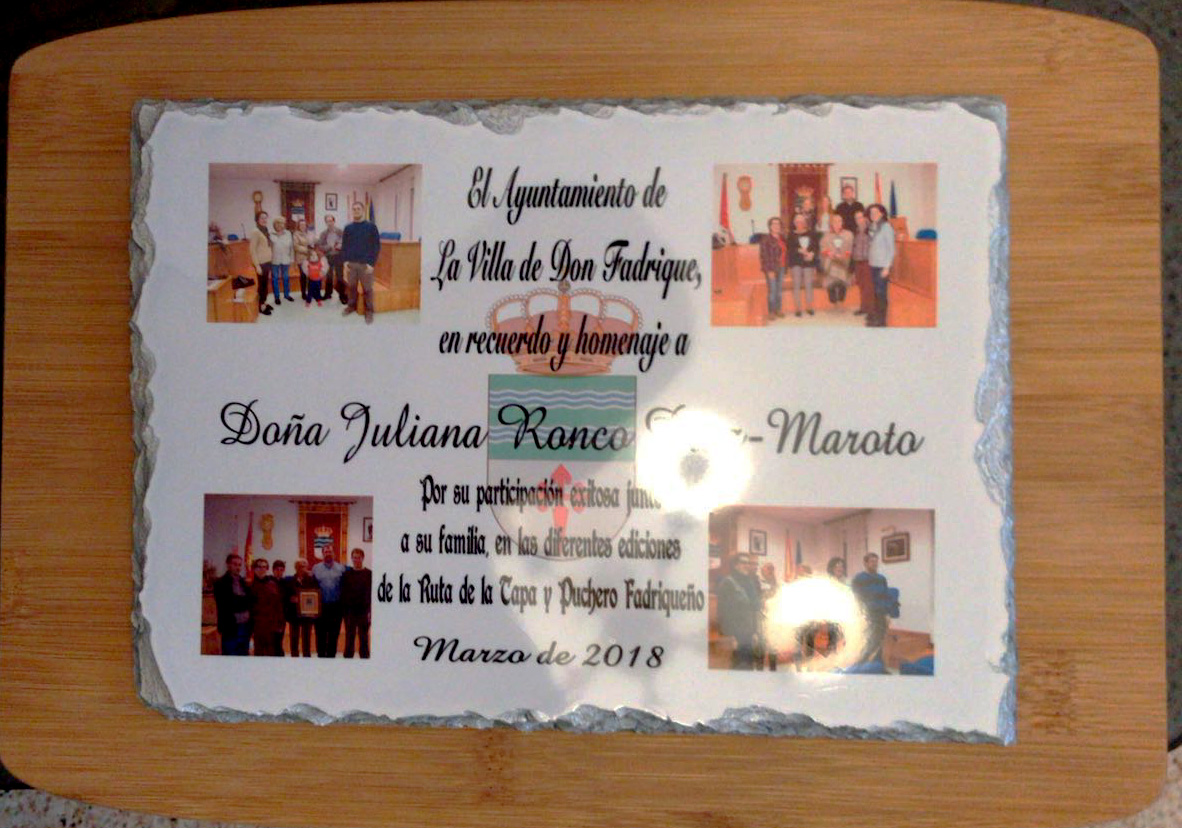 El Ayuntamiento de
La Villa de Don Fadrique,
en recuerdo y homenaje a
Doña Juliana Ronco -Maroto
Por su participación exitosa junto
a su familia, en las diferentes ediciones
de la Ruta de la Tapa y Puchero Fadriqueño
Marzo de 2018